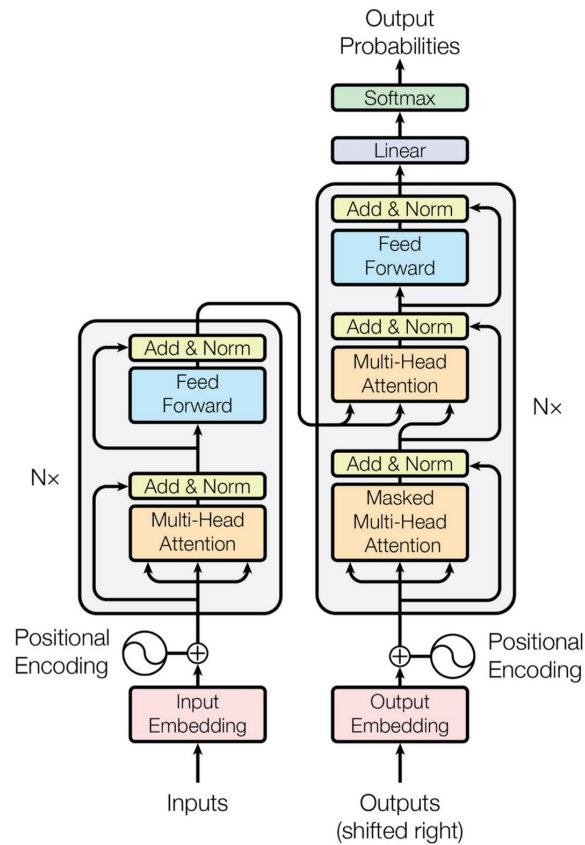 Output
Probabilities
Softmax
Linear
Add & Norm
Feed
Forward
Add & Norm
Multi-Head
Attention
Add & Norm
Masked
Multi-Head
Attention
N×
Add & Norm
Feed
Forward
Add & Norm
Multi-Head
Attention
N×
Positional
Encoding
Positional
Encoding
Input
Embedding
Output
Embedding
Inputs
Outputs
(shifted right)